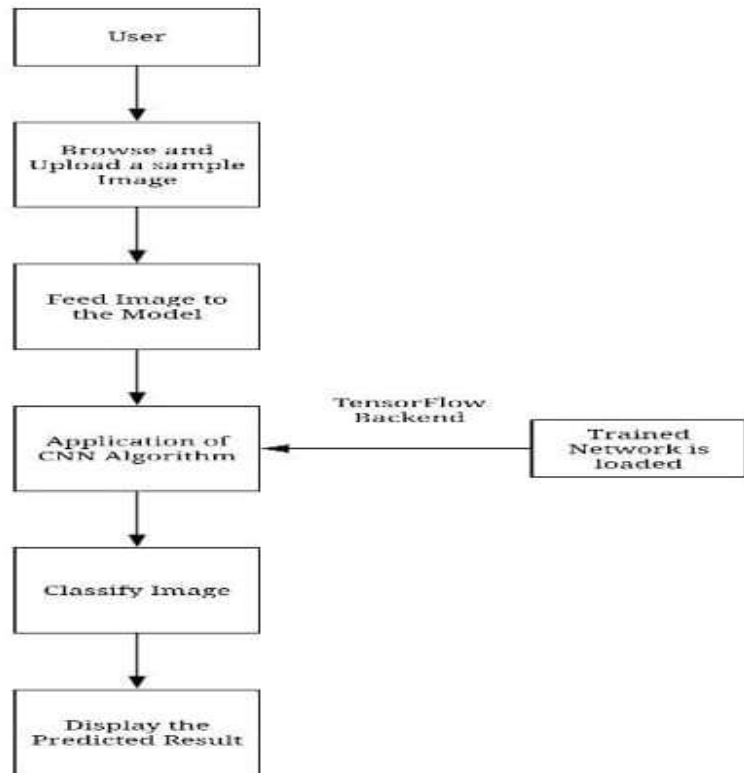 User
Browse and
Upload a sample
Image
Feed Image to
the Model
TensorFlow
Backend
Application of
CNN Algorithm
Trained
Network is
loaded
Classify Image
Display the
Predicted Result